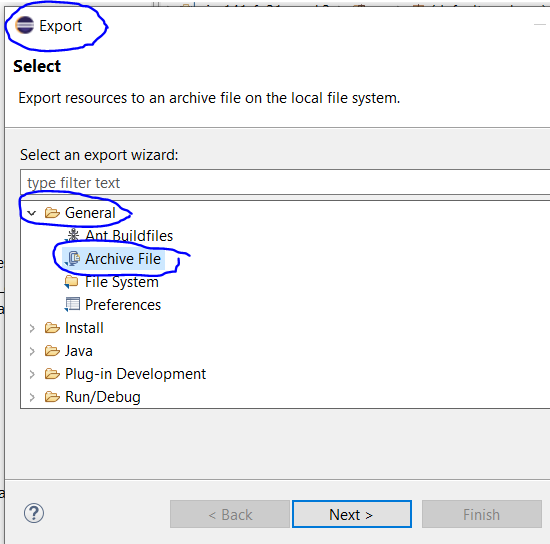 Export
Select
Export resources to an archive file on the local file system.
Select an export wizard:
type filter text
General
Ant Buildfiles
Archive File
File System
Preferences
Install
Java
Plug-in Development
Run/Debug
? < Back Next > Finish